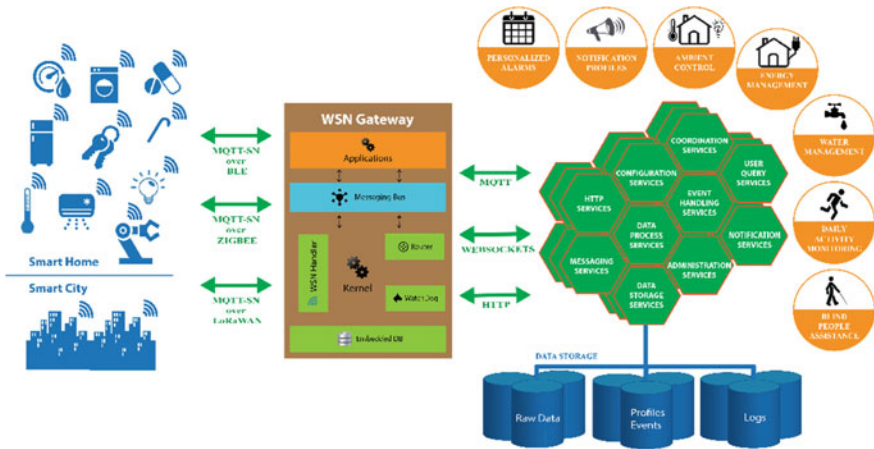 PERSONALIZED
ALARMS
NOTIFICATION
PROFILES
AMBIENT
CONTROL
ENERGY
MANAGEMENT
WATER
MANAGEMENT
DAILY
ACTIVITY
MONITORING
BLIND
PEOPLE
ASSISTANCE
Smart Home
Smart City
MQTT-SN
over
BLE
MQTT-SN
over
ZIGBEE
MQTT-SN
over
LoRaWAN
WSN Gateway
Applications
Messaging Bus
WSN Handler
Router
Kernel
Watch Dog
Embedded DB
MQTT
WEBSOCKETS
HTTP
COORDINATION
SERVICES
CONFIGURATION
SERVICES
USER
QUERY
SERVICES
HTTP
SERVICES
EVENT
HANDLING
SERVICES
DATA
PROCESS
SERVICES
NOTIFICATION
SERVICES
MESSAGING
SERVICES
ADMINISTRATION
SERVICES
DATA
STORAGE
SERVICES
DATA STORAGE
Raw Data
Profiles
Events
Logs